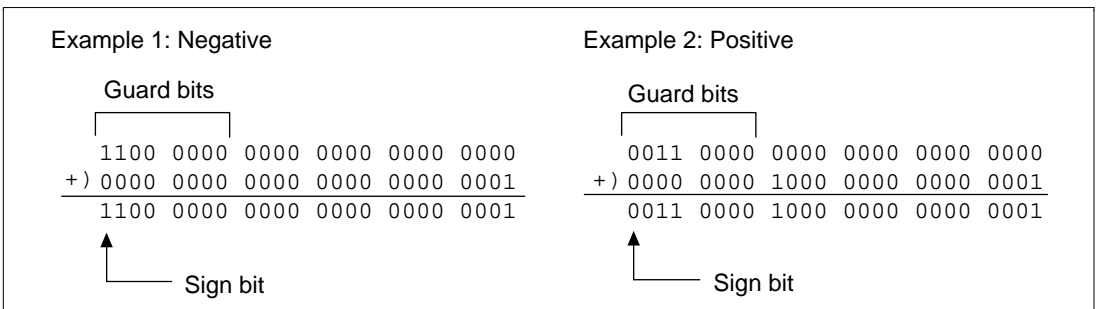 Example 1: Negative
Guard bits
1100 0000 0000 0000 0000 0000
+) 0000 0000 0000 0000 0000 0001
1100 0000 0000 0000 0000 0001
Sign bit
Example 2: Positive
Guard bits
0011 0000 0000 0000 0000 0000
+) 0000 0000 1000 0000 0000 0001
0011 0000 1000 0000 0000 0001
Sign bit